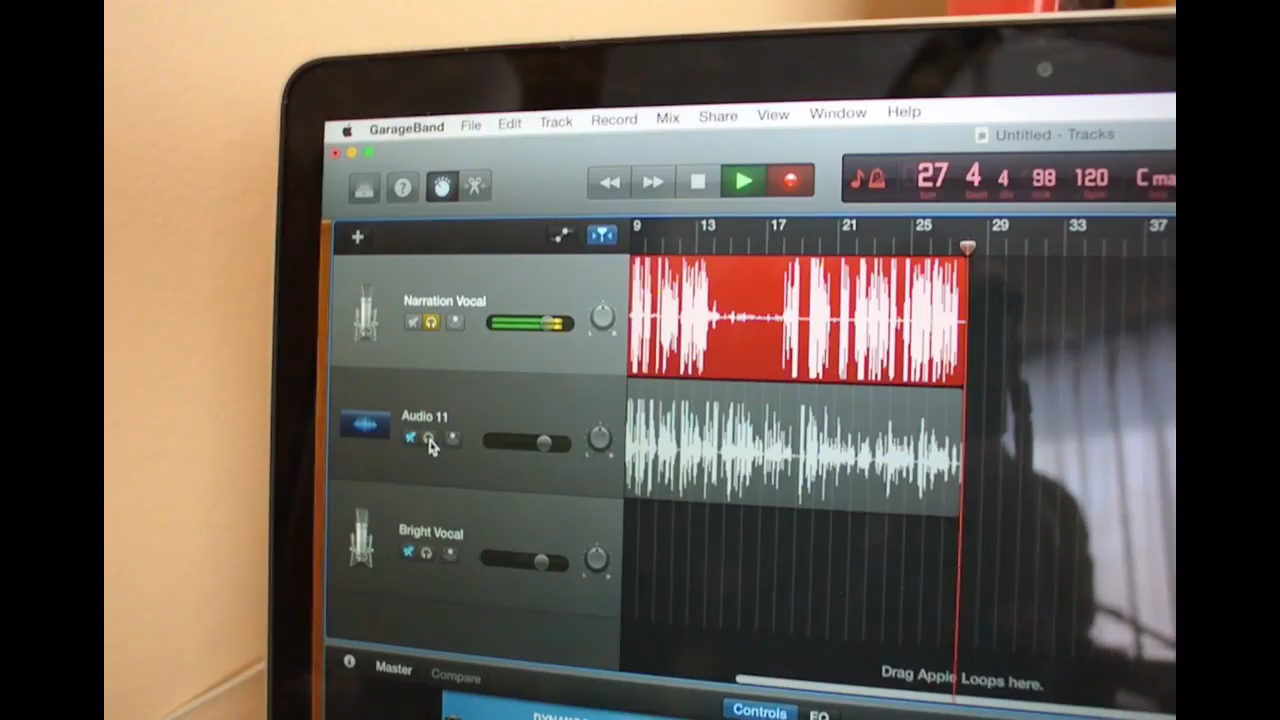 GarageBand File Edit Track Record Mix Share View Window Help
Untitled - Tracks
27 4 4 98 120
9 13 17 21 25 29 33 37
Narration Vocal
L R
Audio 11
L R
Bright Vocal
L R
Master Compare
Drag Apple Loops here.
Controls EQ